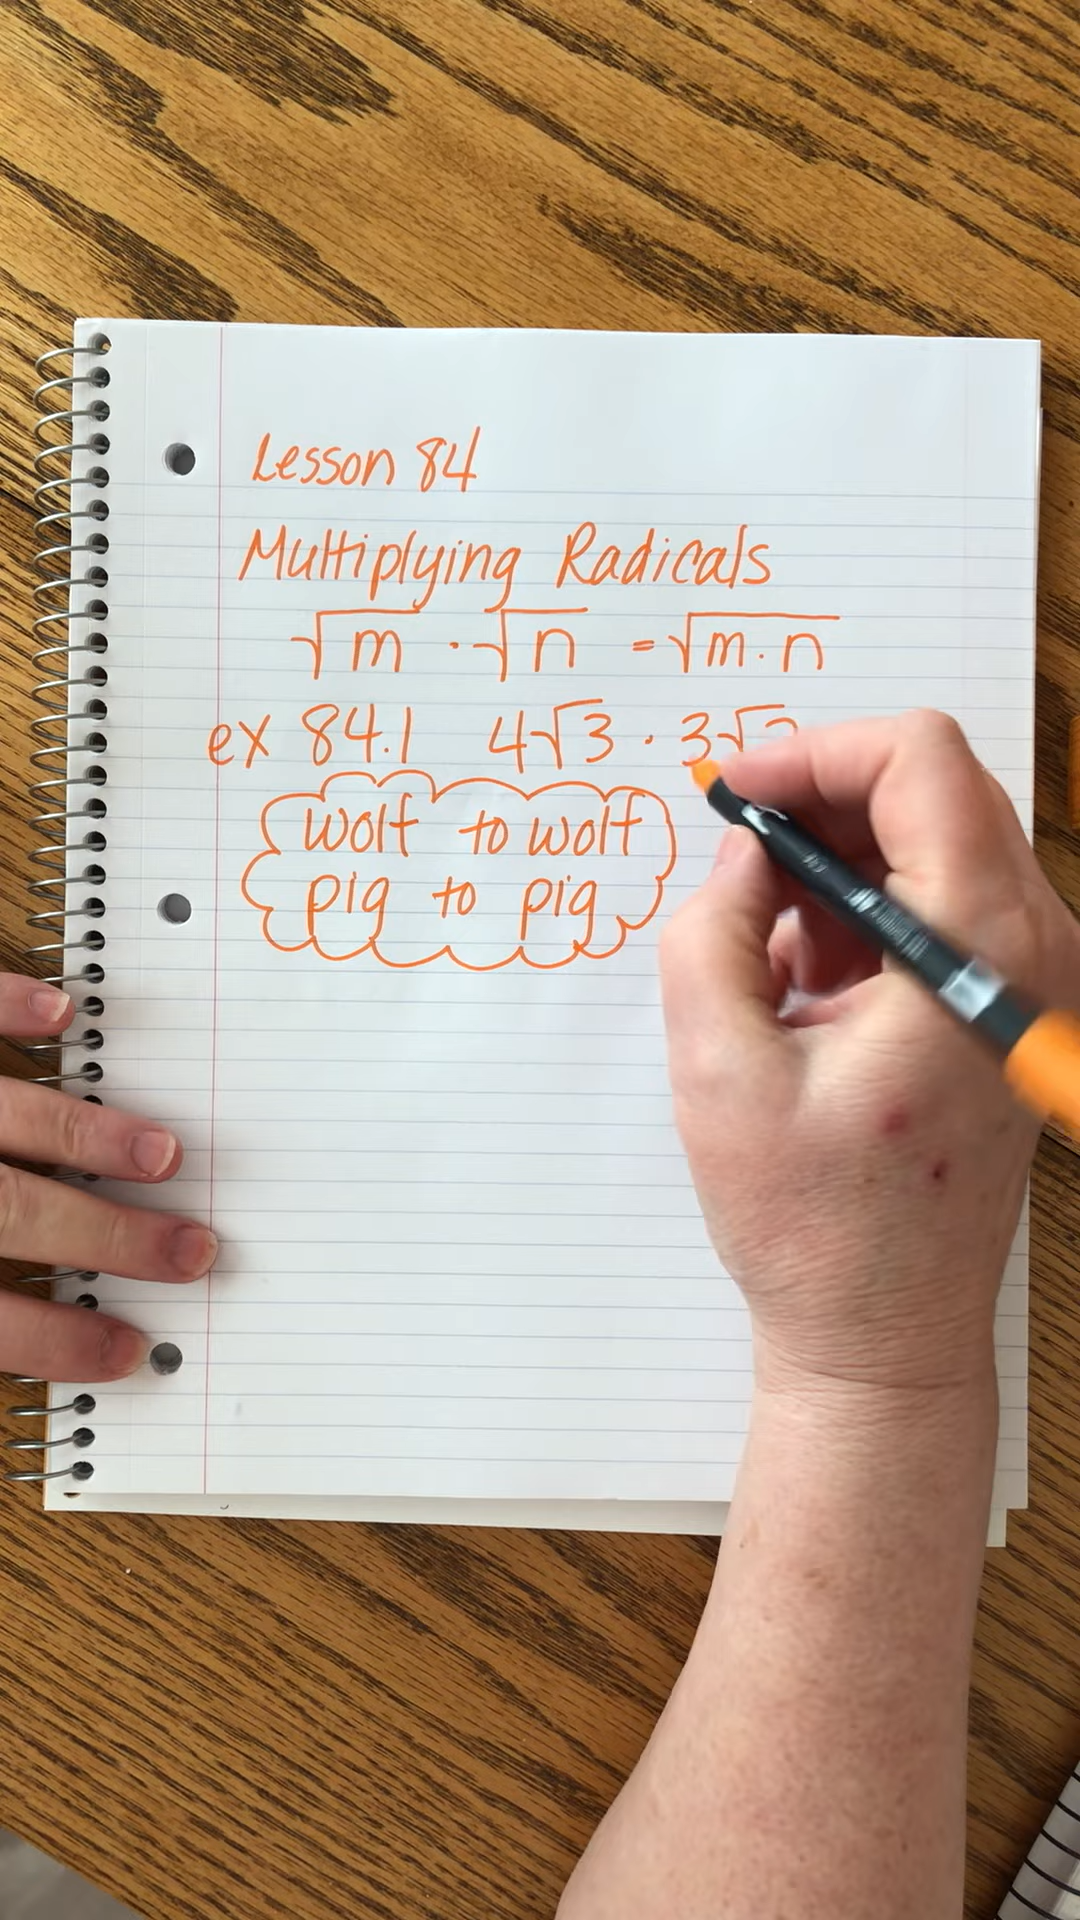 Lesson 84
Multiplying Radicals
√m · √n = √m · n
ex 84.1 4√3 · 3√
wolf to wolf
pig to pig